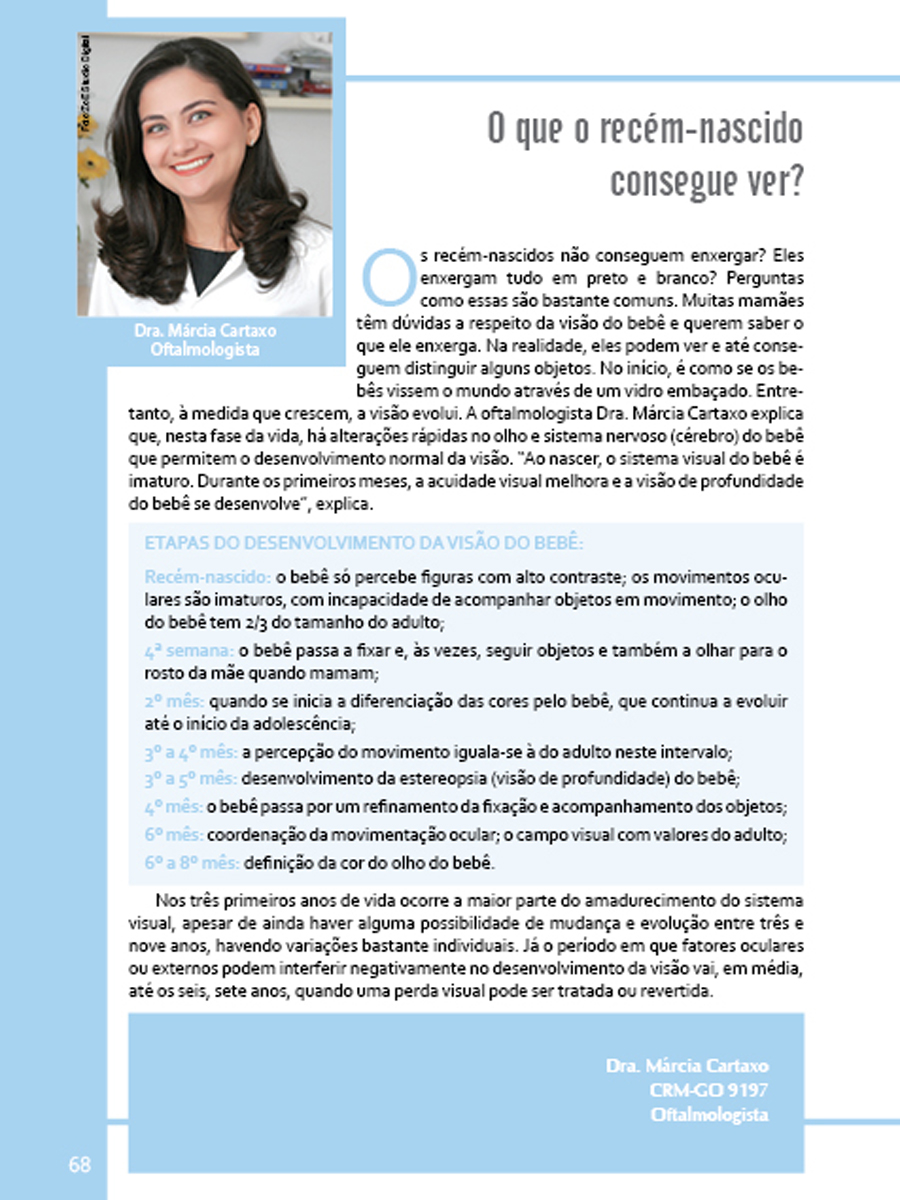 Foto: Zoé Studio Digital
O que o recém-nascido
consegue ver?
Dra. Márcia Cartaxo
Oftalmologista
Os recém-nascidos não conseguem enxergar? Eles
enxergam tudo em preto e branco? Perguntas
como essas são bastante comuns. Muitas mamães
têm dúvidas a respeito da visão do bebê e querem saber o
que ele enxerga. Na realidade, eles podem ver e até conse-
guem distinguir alguns objetos. No início, é como se os be-
bês vissem o mundo através de um vidro embaçado. Entre-
tanto, à medida que crescem, a visão evolui. A oftalmologista Dra. Márcia Cartaxo explica
que, nesta fase da vida, há alterações rápidas no olho e sistema nervoso (cérebro) do bebê
que permitem o desenvolvimento normal da visão. "Ao nascer, o sistema visual do bebê é
imaturo. Durante os primeiros meses, a acuidade visual melhora e a visão de profundidade
do bebê se desenvolve", explica.
ETAPAS DO DESENVOLVIMENTO DA VISÃO DO BEBÊ:
Recém-nascido: o bebê só percebe figuras com alto contraste; os movimentos ocu-
lares são imaturos, com incapacidade de acompanhar objetos em movimento; o olho
do bebê tem 2/3 do tamanho do adulto;
4ª semana: o bebê passa a fixar e, às vezes, seguir objetos e também a olhar para o
rosto da mãe quando mamam;
2º mês: quando se inicia a diferenciação das cores pelo bebê, que continua a evoluir
até o início da adolescência;
3º a 4º mês: a percepção do movimento iguala-se à do adulto neste intervalo;
3º a 5º mês: desenvolvimento da estereopsia (visão de profundidade) do bebê;
4º mês: o bebê passa por um refinamento da fixação e acompanhamento dos objetos;
6º mês: coordenação da movimentação ocular; o campo visual com valores do adulto;
6º a 8º mês: definição da cor do olho do bebê.
Nos três primeiros anos de vida ocorre a maior parte do amadurecimento do sistema
visual, apesar de ainda haver alguma possibilidade de mudança e evolução entre três e
nove anos, havendo variações bastante individuais. Já o período em que fatores oculares
ou externos podem interferir negativamente no desenvolvimento da visão vai, em média,
até os seis, sete anos, quando uma perda visual pode ser tratada ou revertida.
Dra. Márcia Cartaxo
CRM-GO 9197
Oftalmologista
68